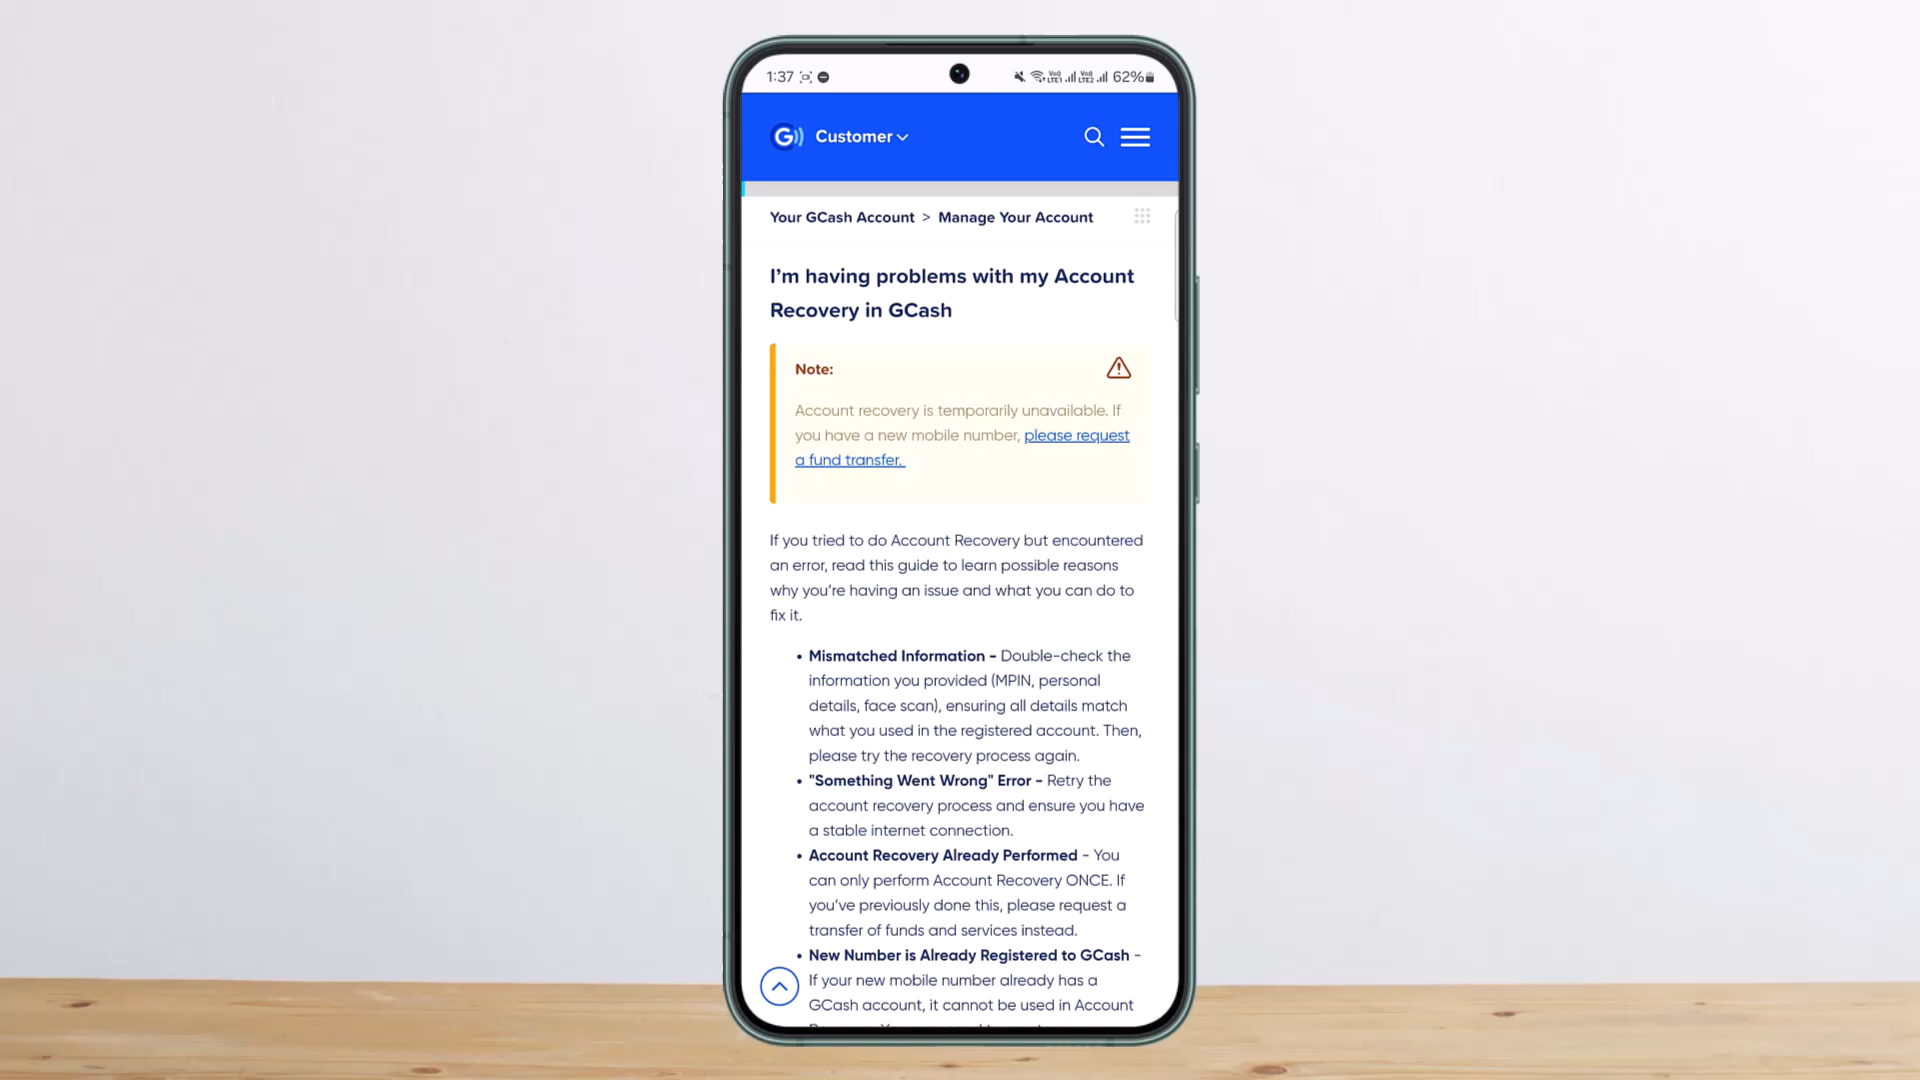 1:37 62%
G Customer
Your GCash Account > Manage Your Account
I'm having problems with my Account
Recovery in GCash
Note:
Account recovery is temporarily unavailable. If
you have a new mobile number, please request
a fund transfer.
If you tried to do Account Recovery but encountered
an error, read this guide to learn possible reasons
why you're having an issue and what you can do to
fix it.
• Mismatched Information - Double-check the
information you provided (MPIN, personal
details, face scan), ensuring all details match
what you used in the registered account. Then,
please try the recovery process again.
• "Something Went Wrong" Error - Retry the
account recovery process and ensure you have
a stable internet connection.
• Account Recovery Already Performed - You
can only perform Account Recovery ONCE. If
you've previously done this, please request a
transfer of funds and services instead.
• New Number is Already Registered to GCash -
If your new mobile number already has a
GCash account, it cannot be used in Account